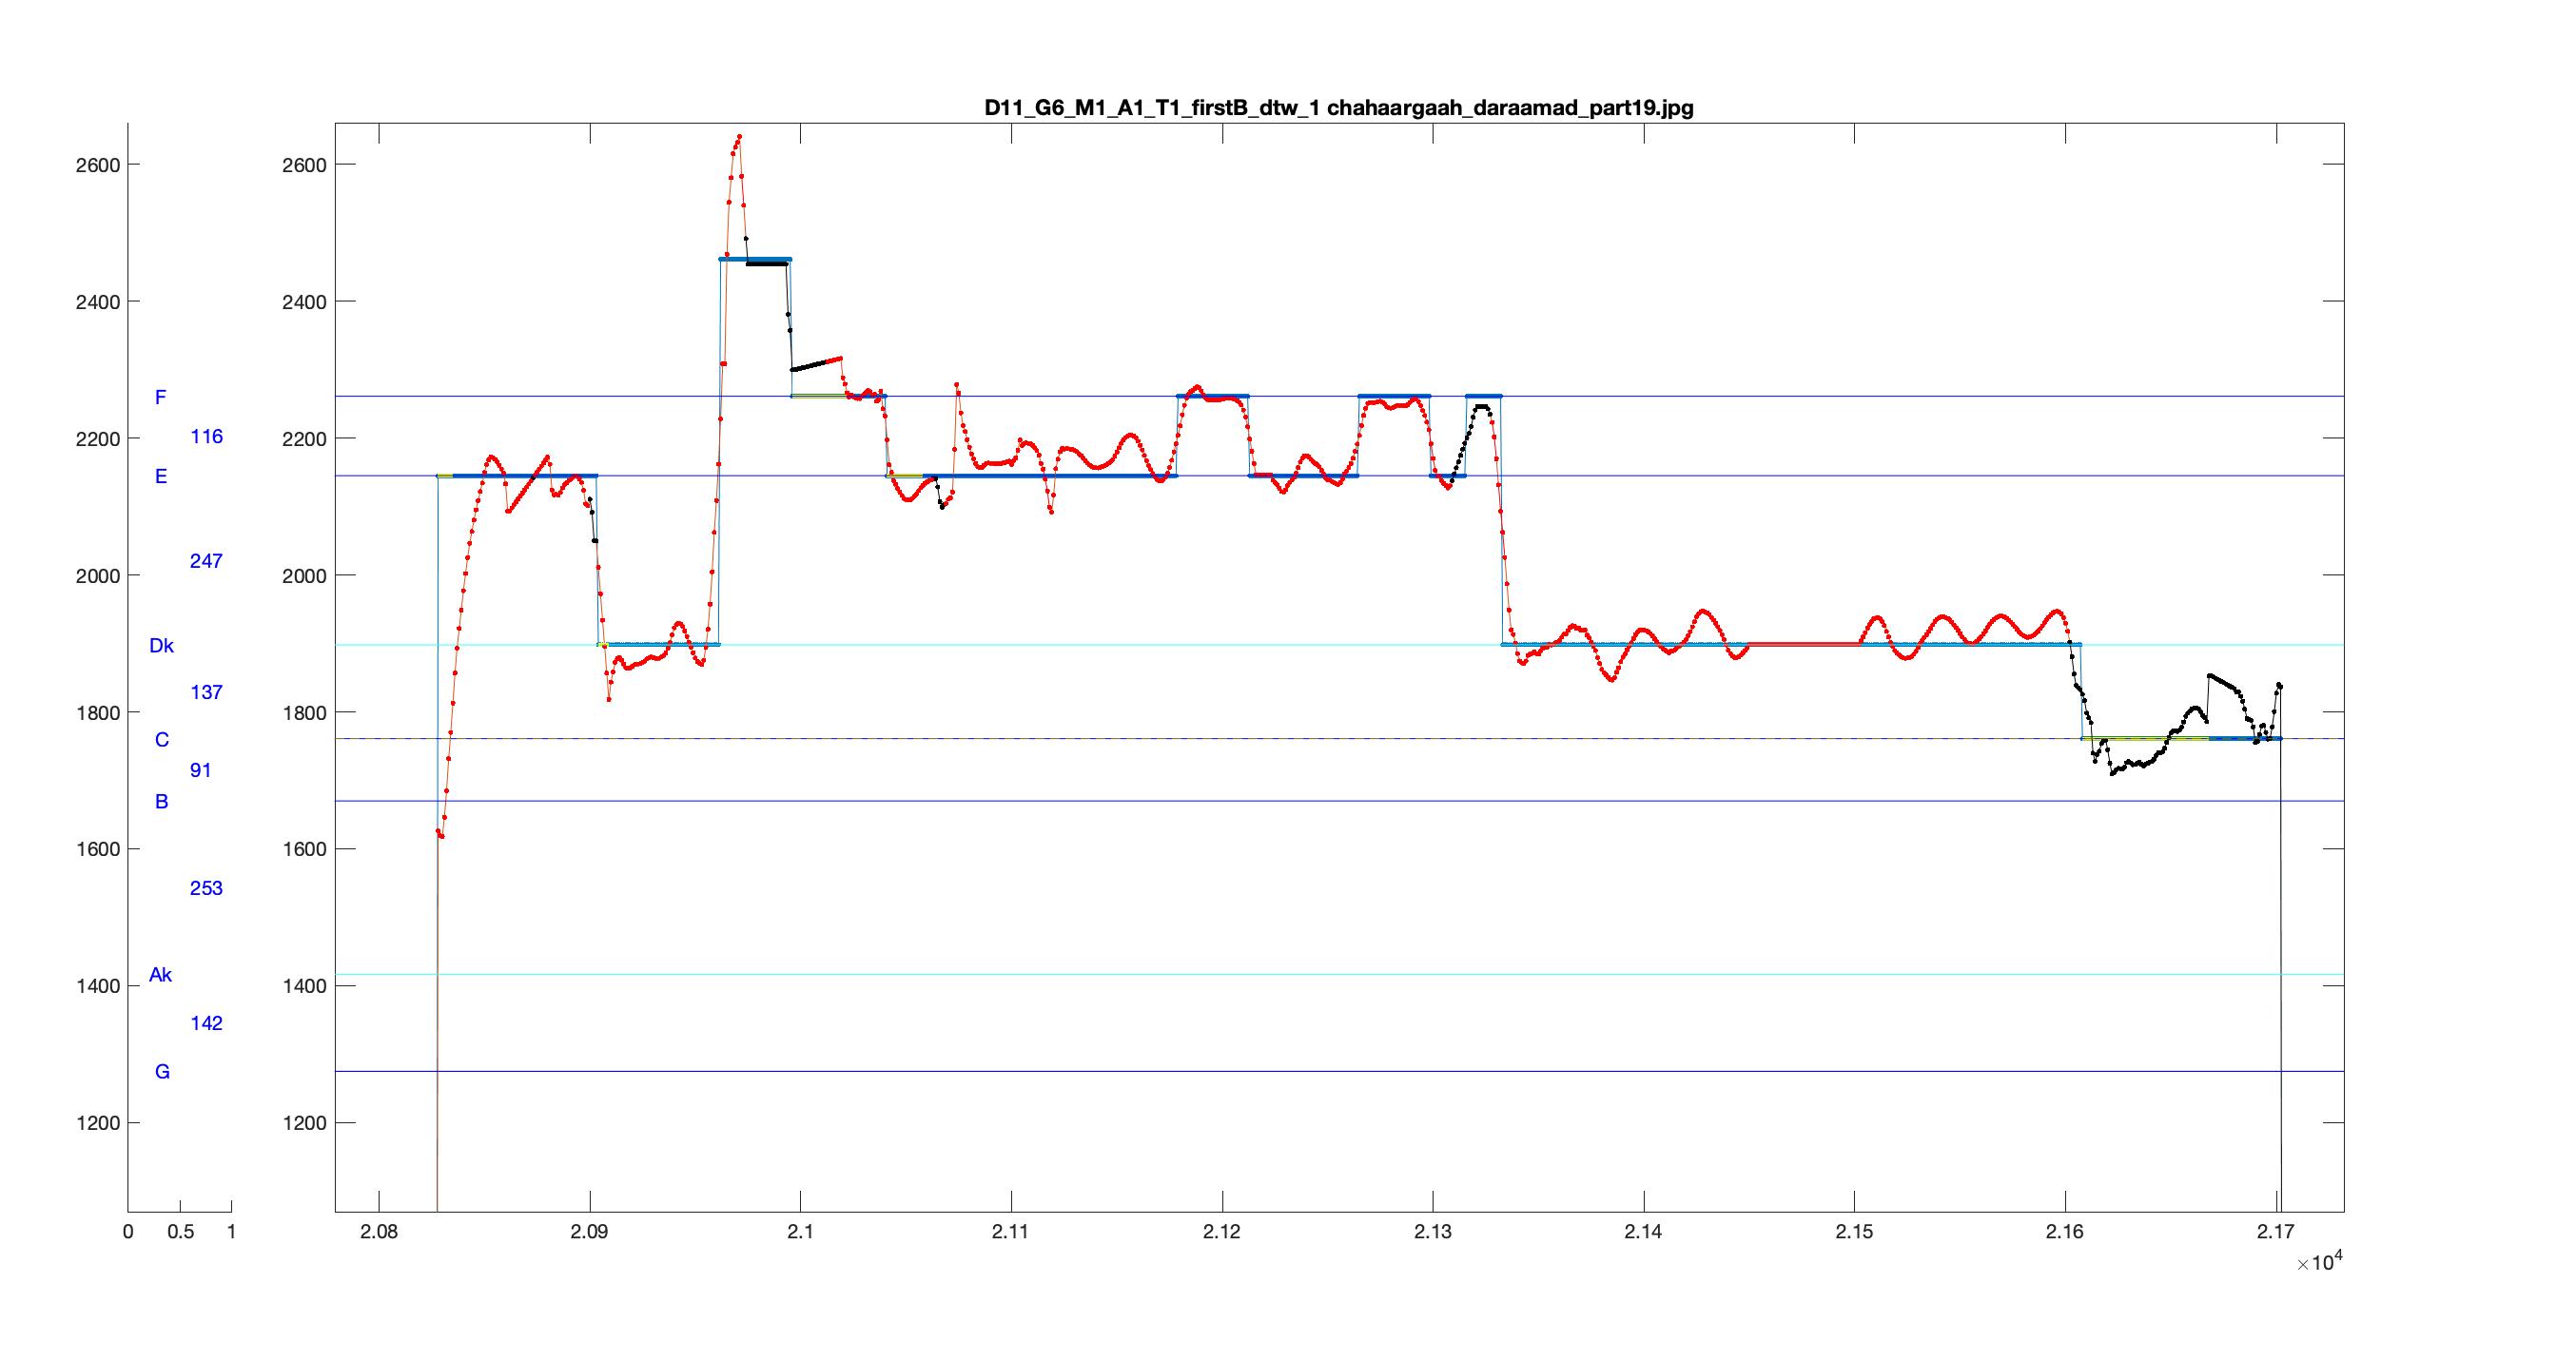 D11_G6_M1_A1_T1_firstB_dtw_1 chahaargaah_daraamad_part19.jpg
2600 2600
2400 2400
F
2200 116 2200
E
2000 247 2000
Dk
1800 137 1800
C
91
B
1600 1600
253
Ak
1400 1400
142
G
1200 1200
0 0.5 1 2.08 2.09 2.1 2.11 2.12 2.13 2.14 2.15 2.16 2.17
×10⁴